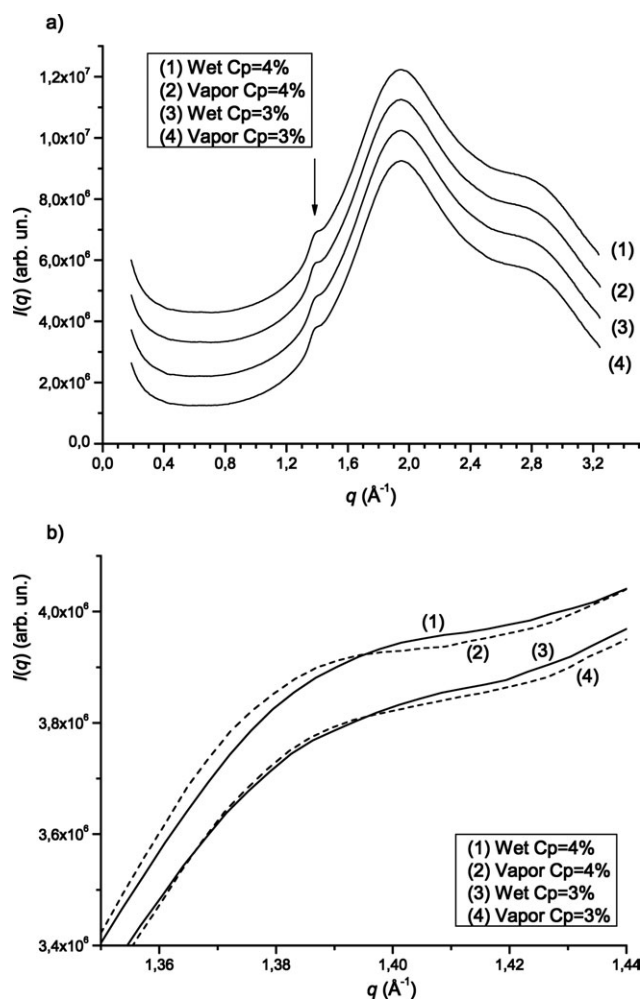 a)
I(q) (arb. un.)
1,2x10⁷
1,0x10⁷
8,0x10⁶
6,0x10⁶
4,0x10⁶
2,0x10⁶
0,0
(1) Wet Cp=4%
(2) Vapor Cp=4%
(3) Wet Cp=3%
(4) Vapor Cp=3%
(1)
(2)
(3)
(4)
0,0 0,4 0,8 1,2 1,6 2,0 2,4 2,8 3,2
q (Å⁻¹)
b)
I(q) (arb. un.)
4,0x10⁶
3,8x10⁶
3,6x10⁶
3,4x10⁶
(1)
(2)
(3)
(4)
(1) Wet Cp=4%
(2) Vapor Cp=4%
(3) Wet Cp=3%
(4) Vapor Cp=3%
1,36 1,38 1,40 1,42 1,44
q (Å⁻¹)